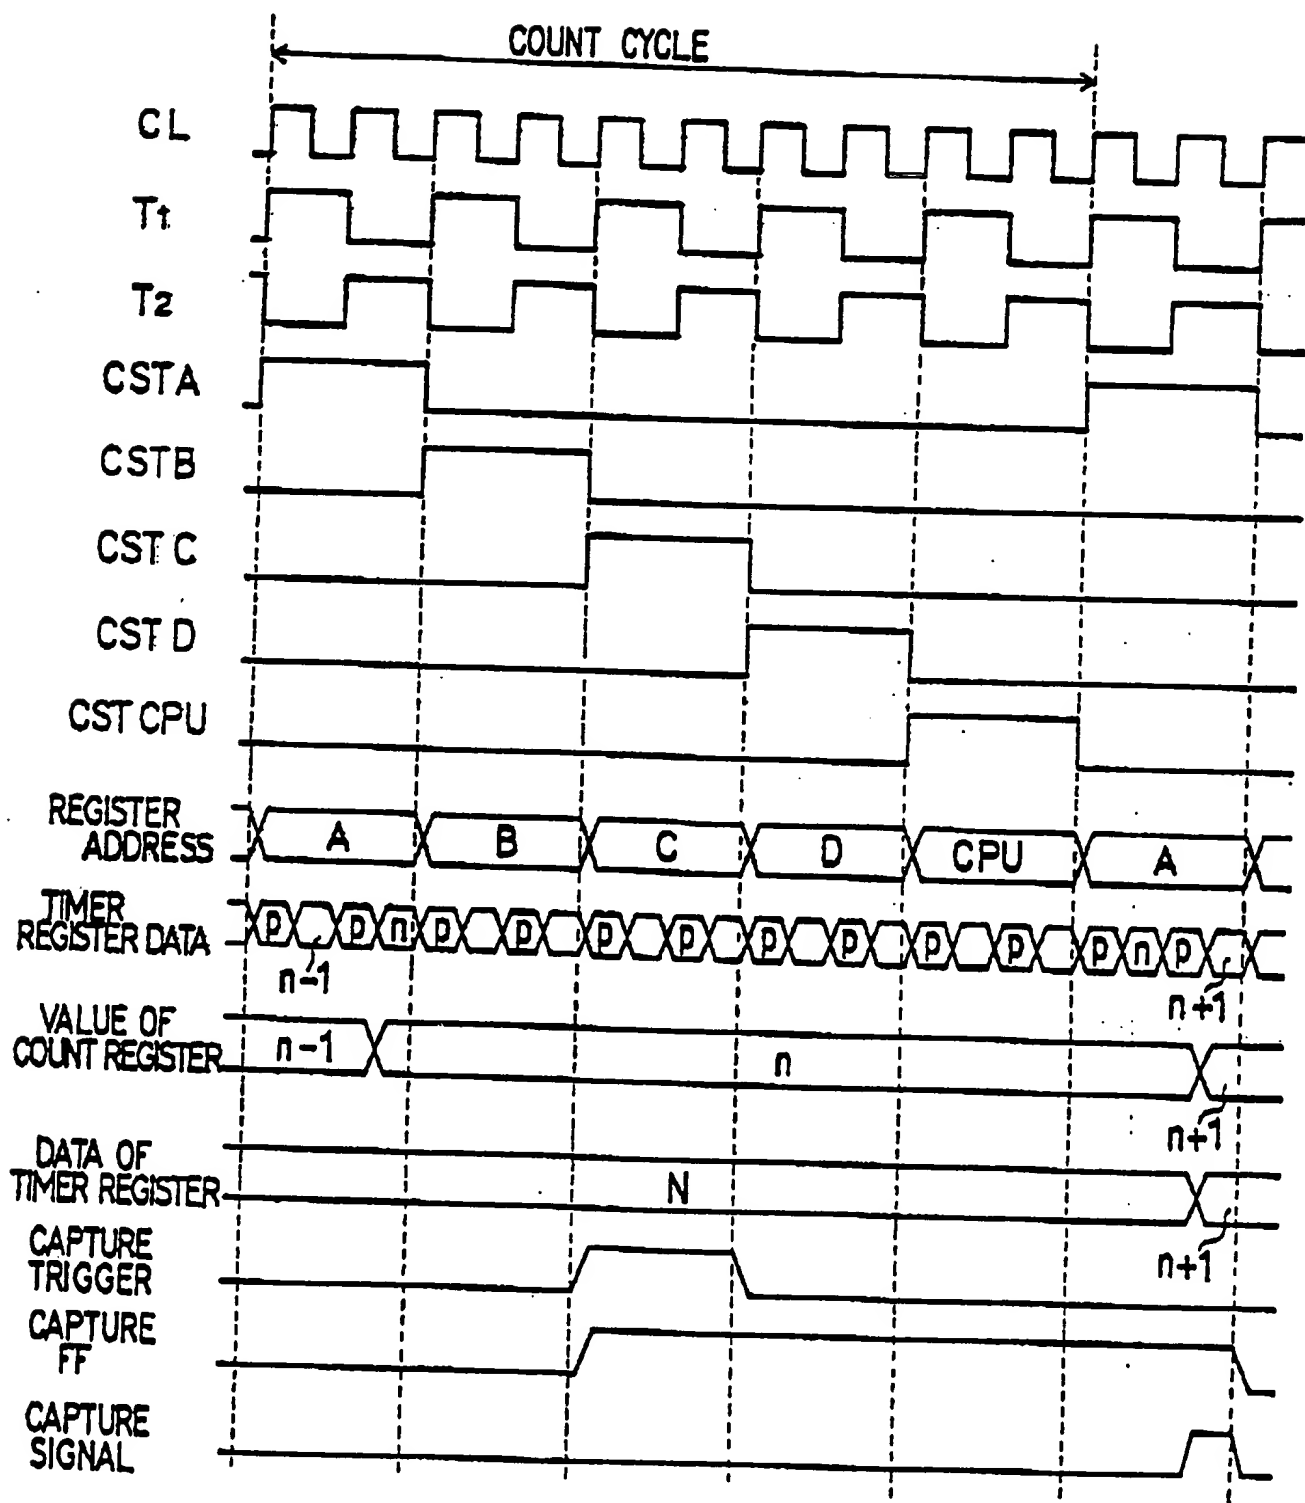 COUNT CYCLE
CL
T1
T2
CSTA
CSTB
CST C
CST D
CST CPU
REGISTER
ADDRESS
A B C D CPU A
TIMER
REGISTER DATA
p p n p p p p p p p p p n p
n-1
n+1
VALUE OF
COUNT REGISTER
n-1 n
n+1
DATA OF
TIMER REGISTER
N
n+1
CAPTURE
TRIGGER
CAPTURE
FF
CAPTURE
SIGNAL